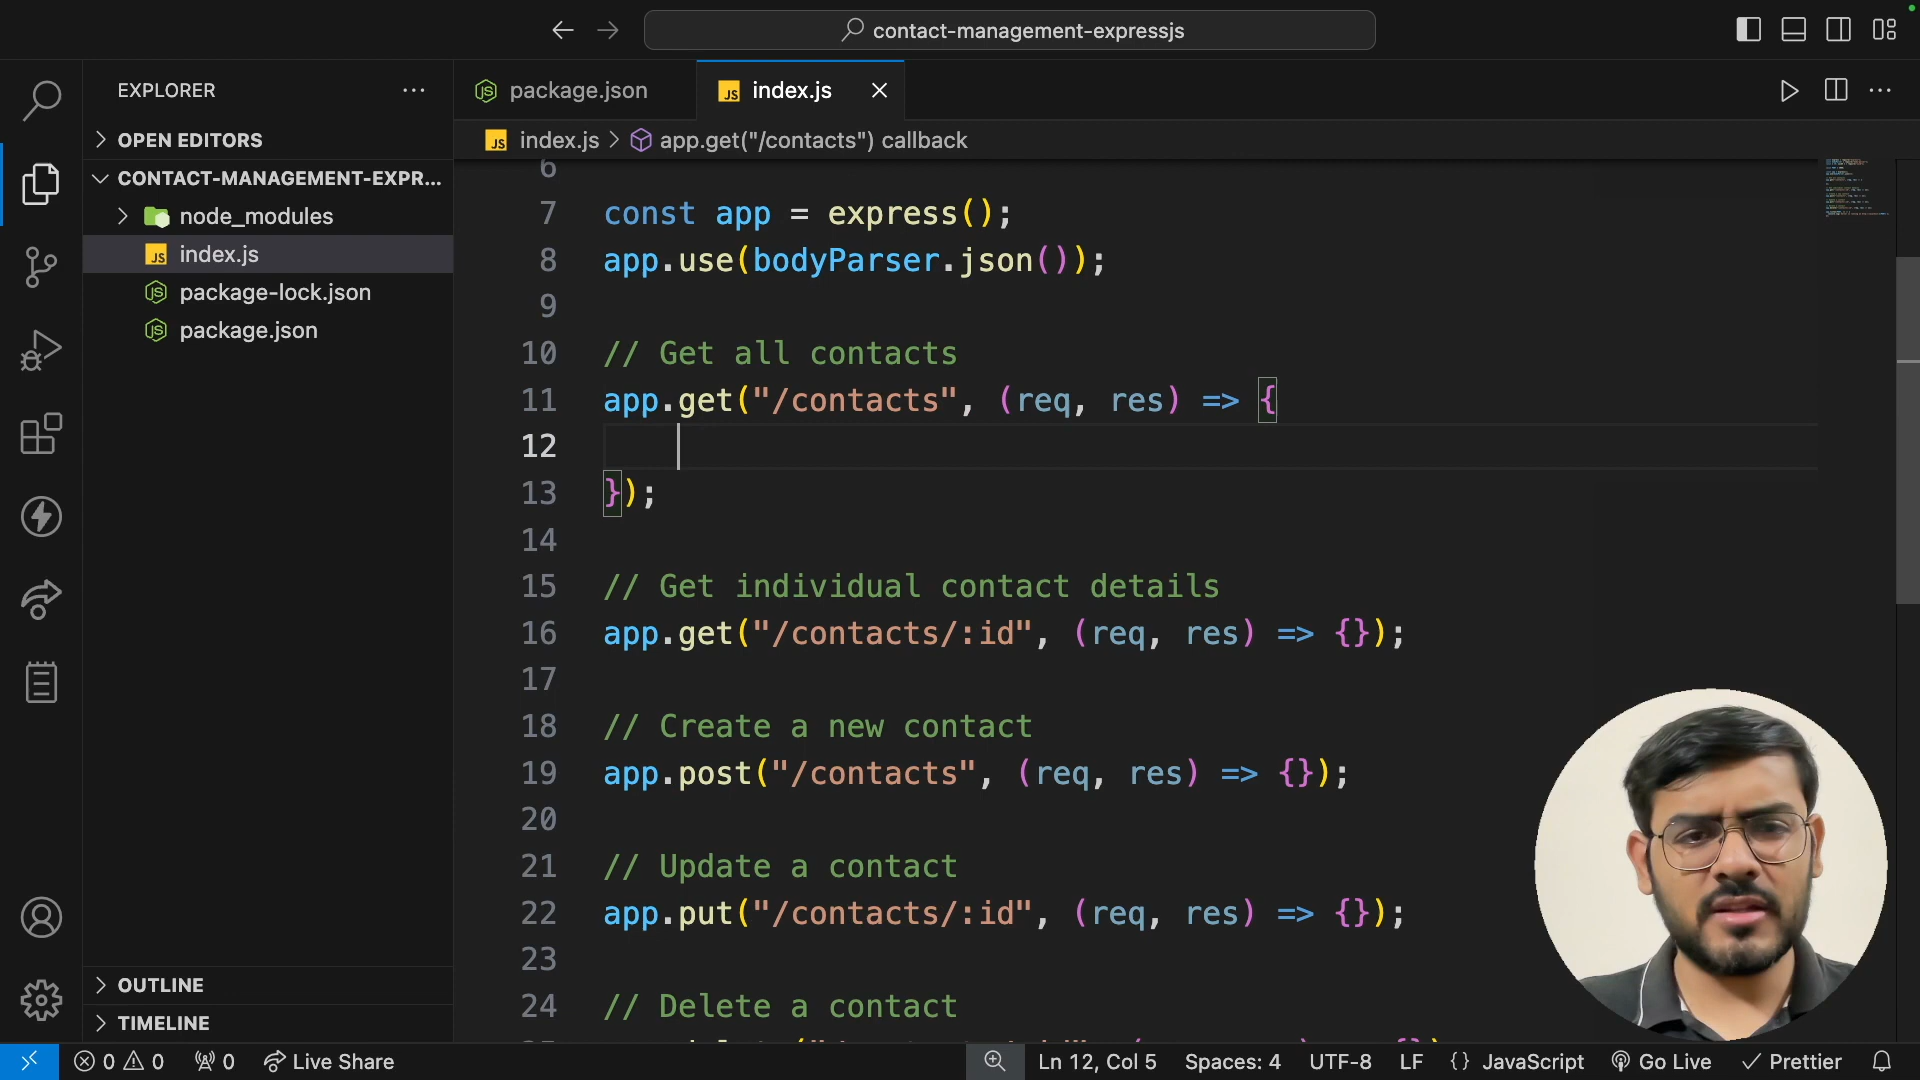 contact-management-expressjs
EXPLORER
OPEN EDITORS
CONTACT-MANAGEMENT-EXPR...
node_modules
JS index.js
package-lock.json
package.json
OUTLINE
TIMELINE
package.json
JS index.js
JS index.js > app.get("/contacts") callback
6
7 const app = express();
8 app.use(bodyParser.json());
9
10 // Get all contacts
11 app.get("/contacts", (req, res) => {
12
13 });
14
15 // Get individual contact details
16 app.get("/contacts/:id", (req, res) => {});
17
18 // Create a new contact
19 app.post("/contacts", (req, res) => {});
20
21 // Update a contact
22 app.put("/contacts/:id", (req, res) => {});
23
24 // Delete a contact
0 0 0 Live Share Ln 12, Col 5 Spaces: 4 UTF-8 LF {} JavaScript Go Live Prettier